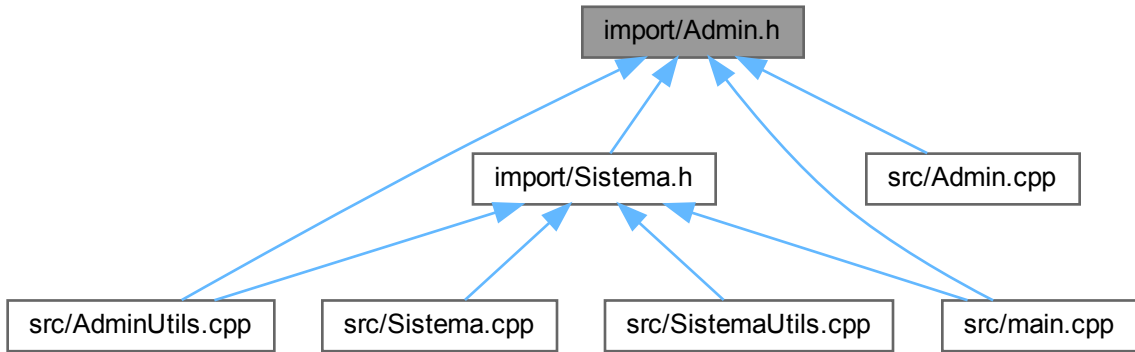 import/Admin.h
import/Sistema.h
src/Admin.cpp
src/AdminUtils.cpp
src/Sistema.cpp
src/SistemaUtils.cpp
src/main.cpp